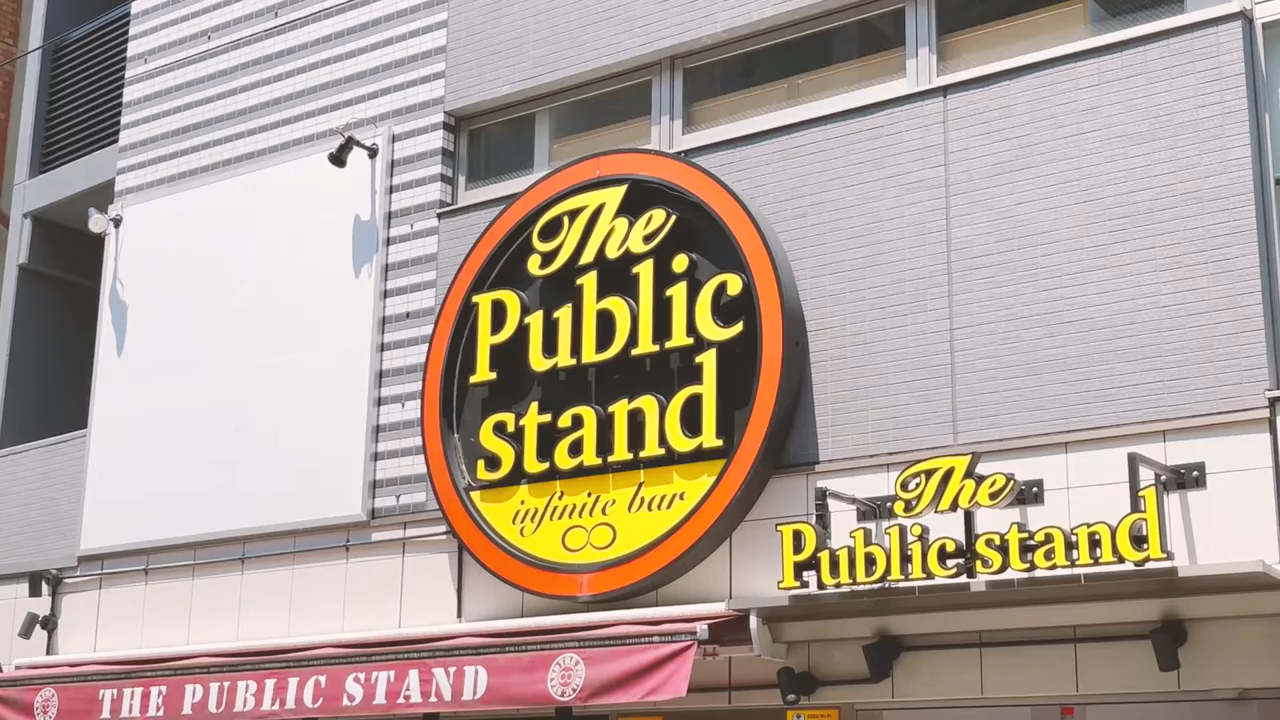 The
Public
stand
infinite bar
The
Public stand
THE PUBLIC STAND